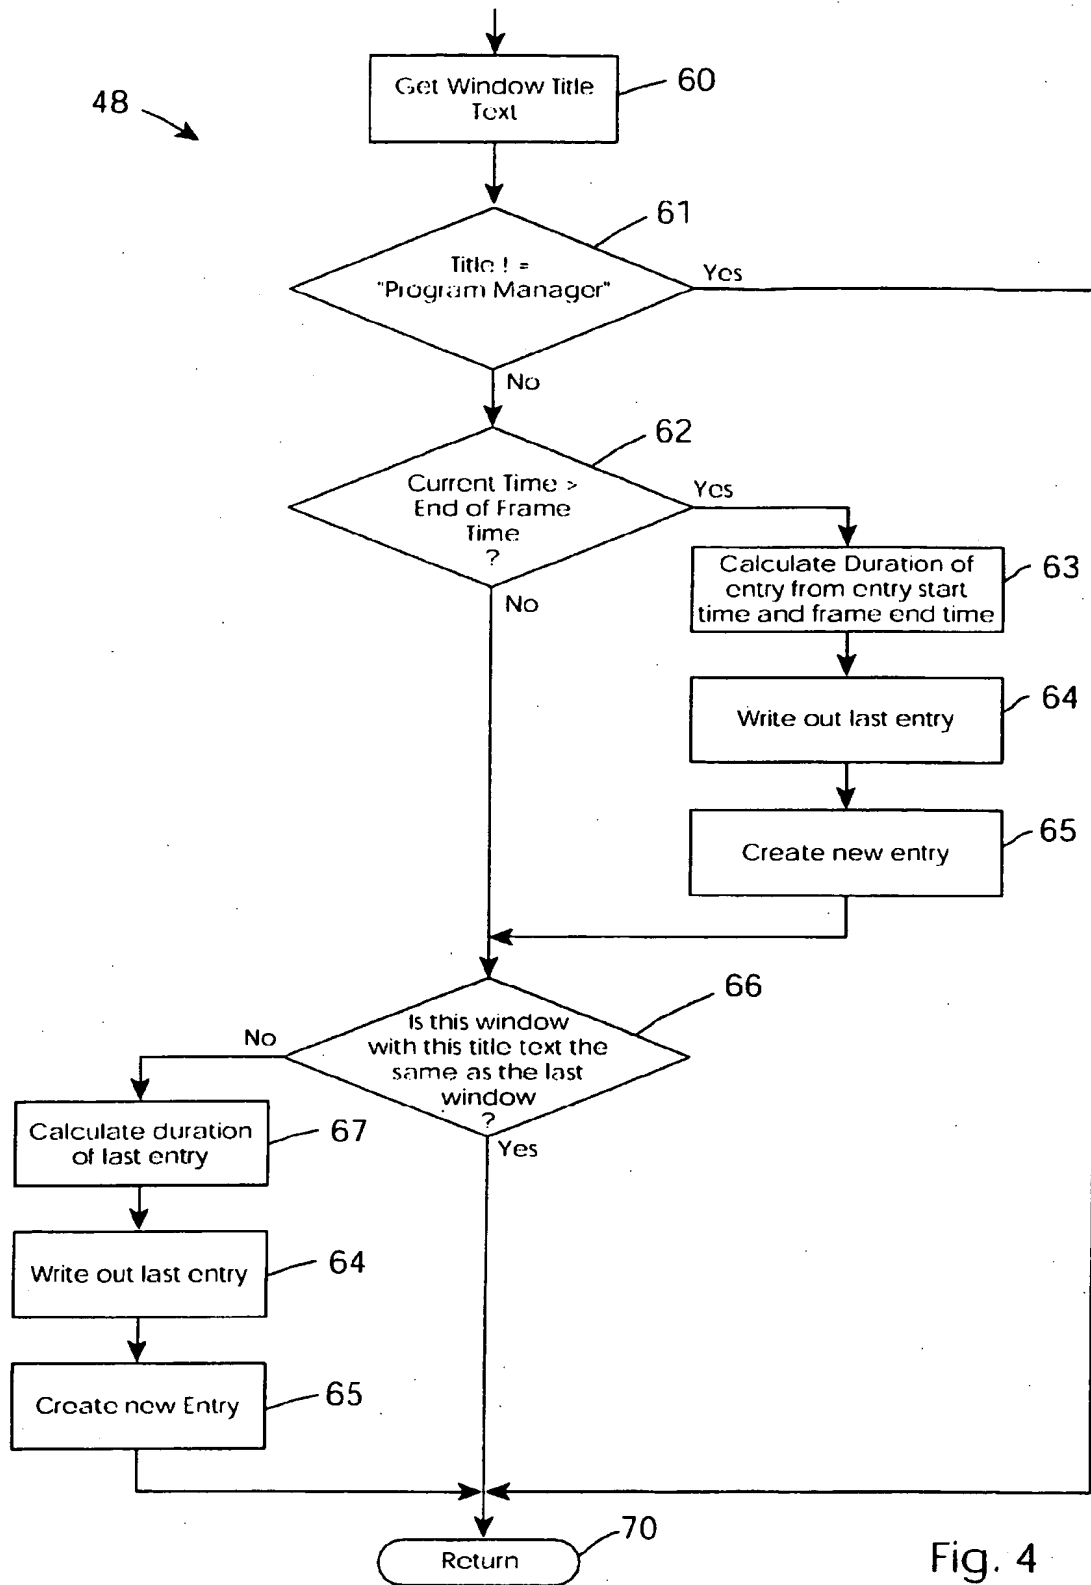 Get Window Title
Text
60
48
61
Title ! =
"Program Manager"
Yes
No
62
Current Time >
End of Frame
Time
?
Yes
No
Calculate Duration of
entry from entry start
time and frame end time
63
Write out last entry
64
Create new entry
65
66
Is this window
with this title text the
same as the last
window
?
No
Yes
Calculate duration
of last entry
67
Write out last entry
64
Create new Entry
65
Return
70
Fig. 4